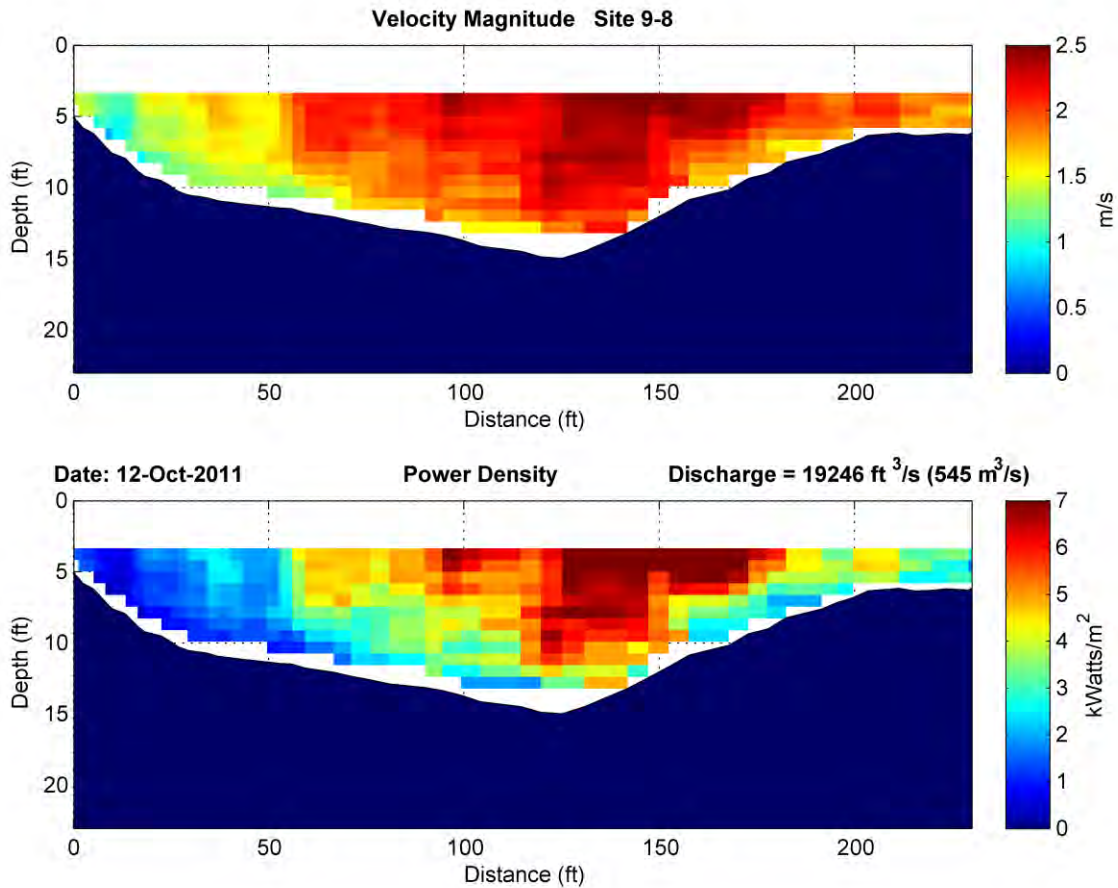 Velocity Magnitude Site 9-8
0
5
10
15
20
Depth (ft)
0 50 100 150 200
Distance (ft)
2.5
2
1.5
1
0.5
0
m/s
Date: 12-Oct-2011 Power Density Discharge = 19246 ft ³/s (545 m³/s)
0
5
10
15
20
Depth (ft)
0 50 100 150 200
Distance (ft)
7
6
5
4
3
2
1
0
kWatts/m²